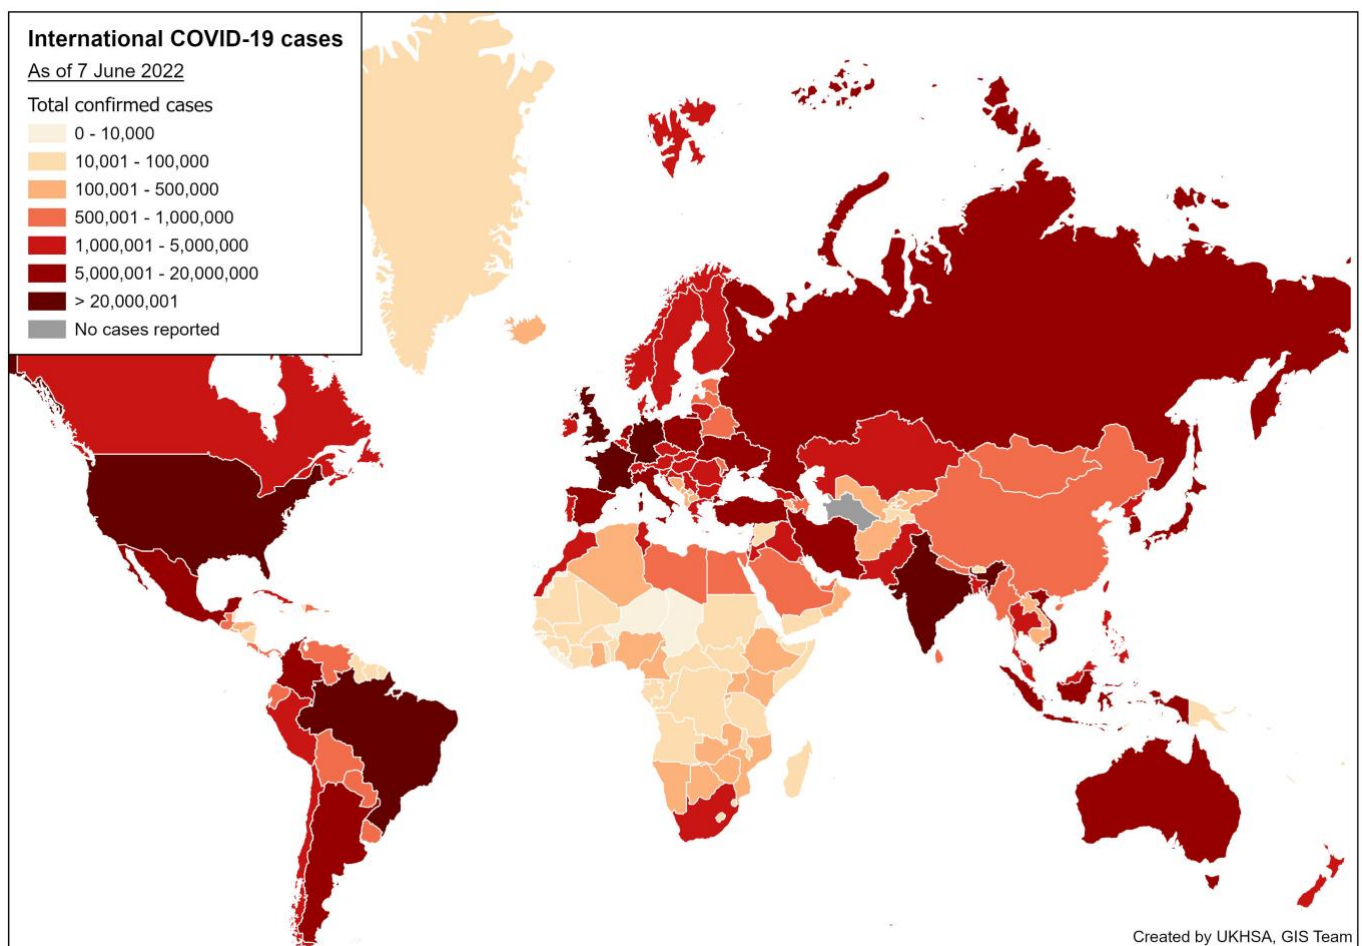 International COVID-19 cases
As of 7 June 2022
Total confirmed cases
0 - 10,000
10,001 - 100,000
100,001 - 500,000
500,001 - 1,000,000
1,000,001 - 5,000,000
5,000,001 - 20,000,000
> 20,000,001
No cases reported
Created by UKHSA, GIS Team